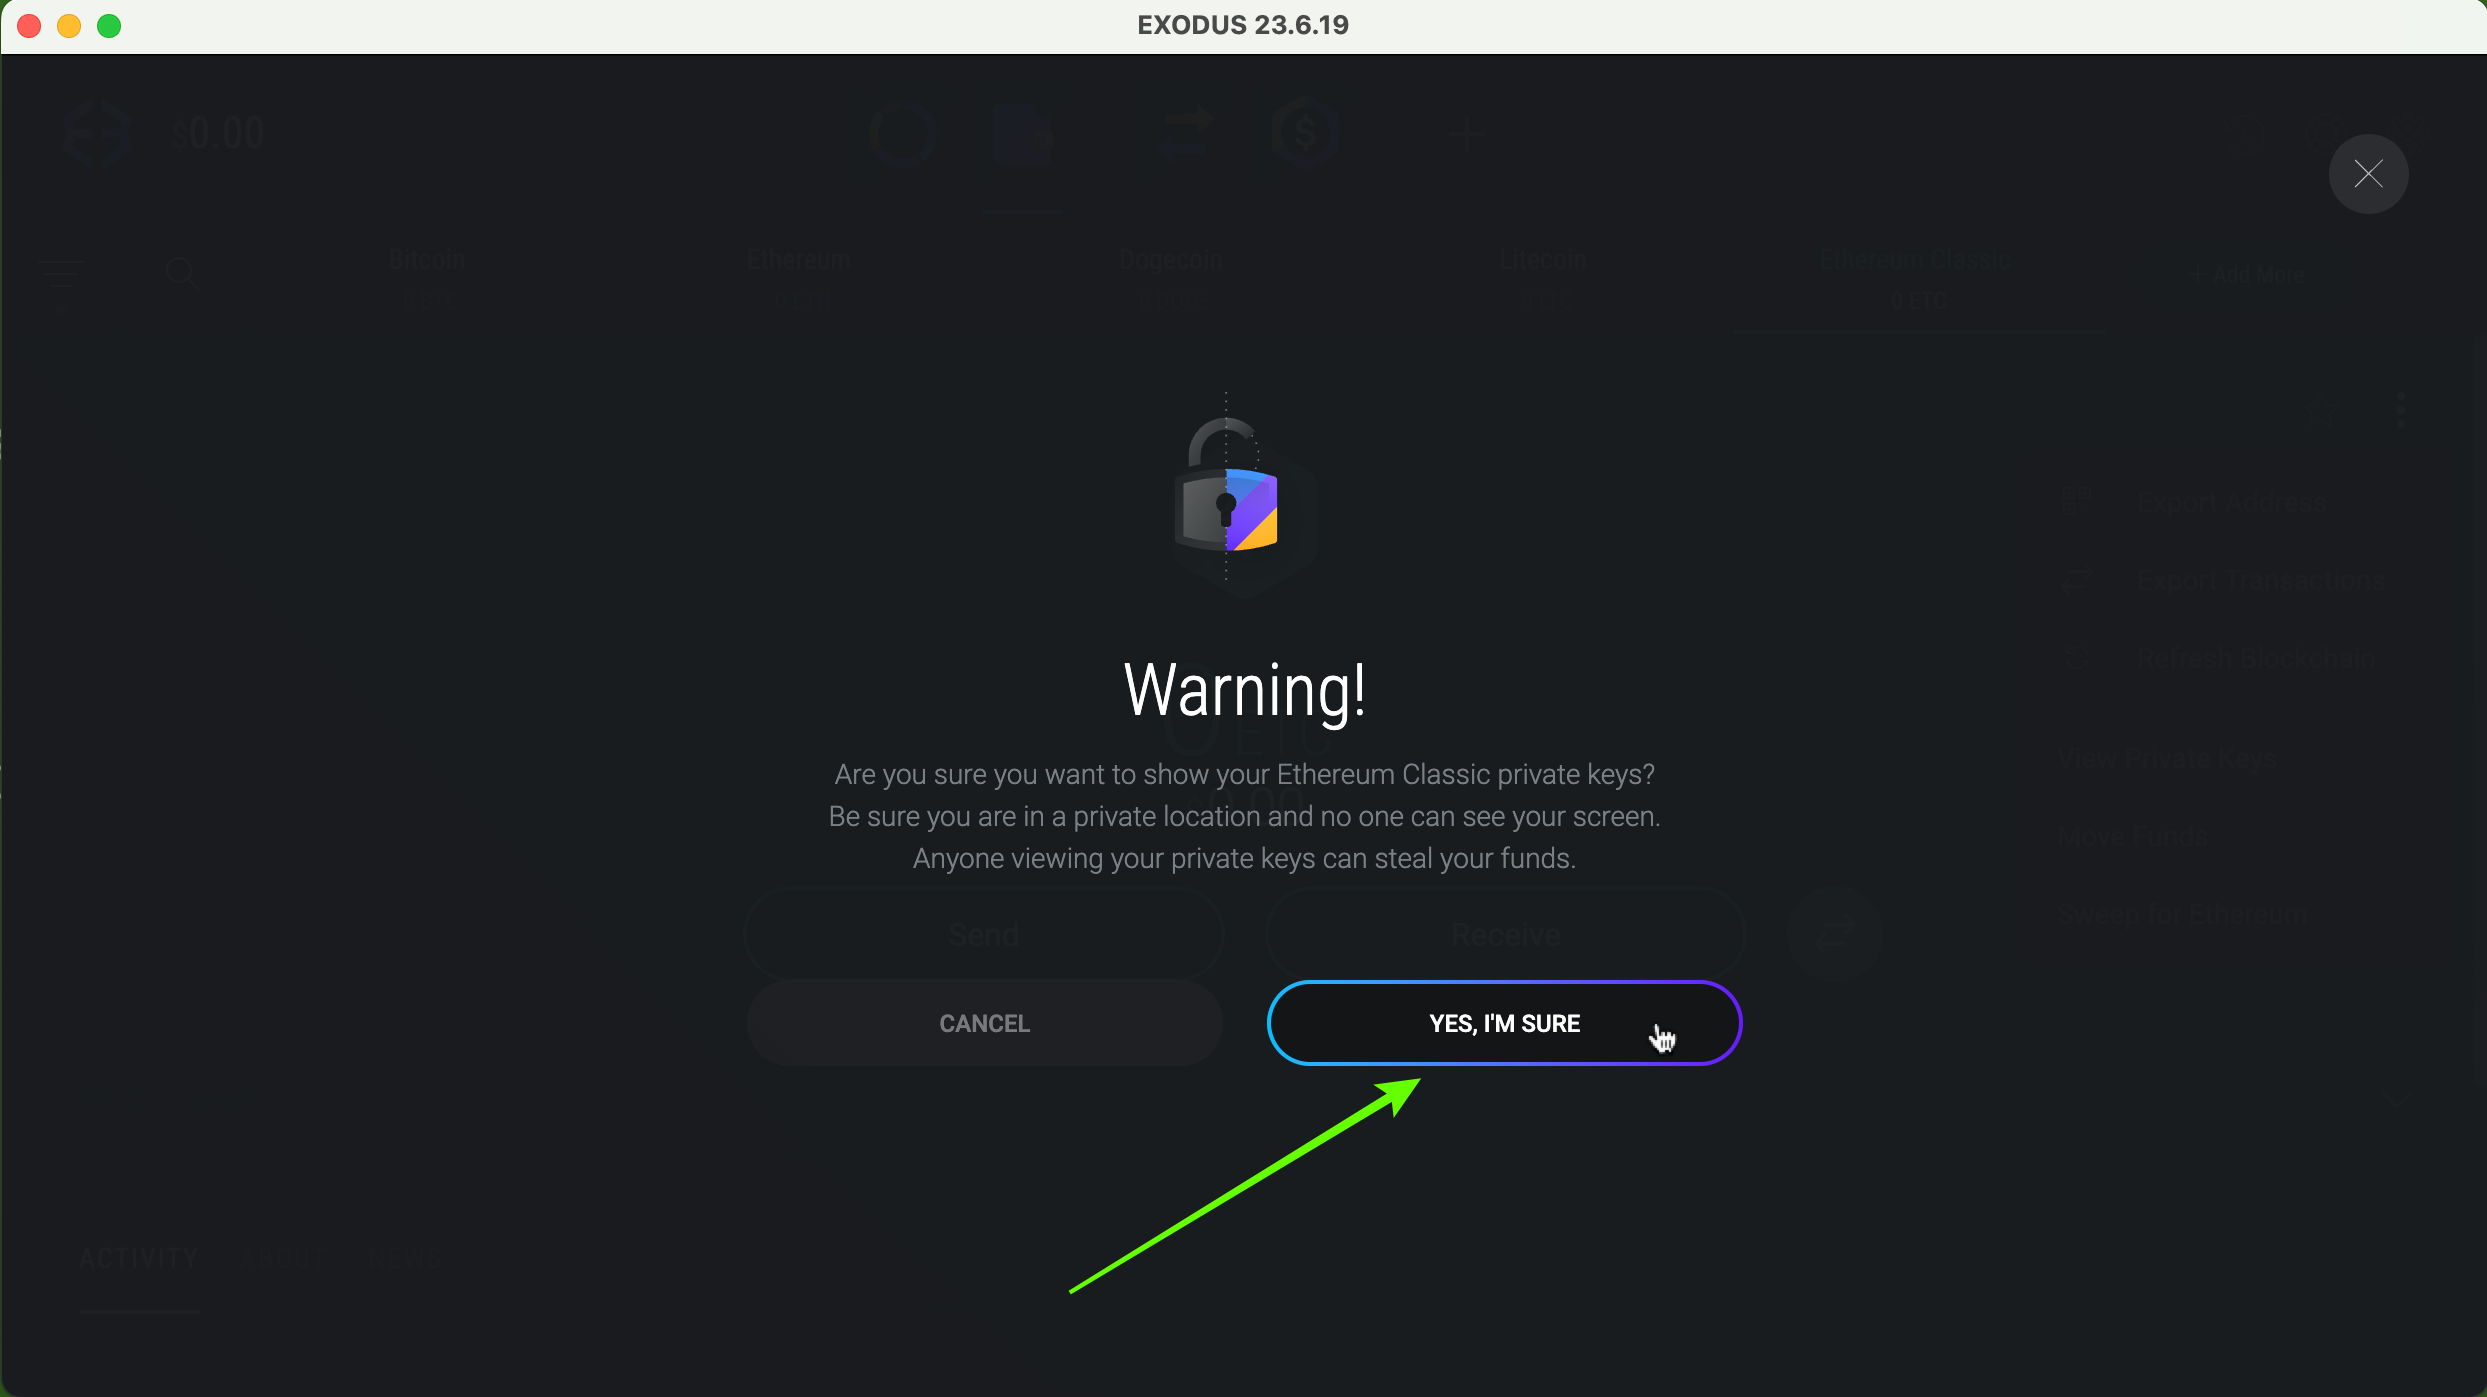 EXODUS 23.6.19
$0.00
Bitcoin
Ethereum
Dogecoin
Litecoin
Ethereum Classic
0 ETC
+ Add More
Export Address
Export Transactions
Refresh Blockchain
View Private Keys
Move Funds
Sweep for Ethereum
Warning!
0 ETC
Are you sure you want to show your Ethereum Classic private keys?
Be sure you are in a private location and no one can see your screen.
Anyone viewing your private keys can steal your funds.
Send
Receive
CANCEL
YES, I'M SURE
ACTIVITY
ABOUT
NEWS